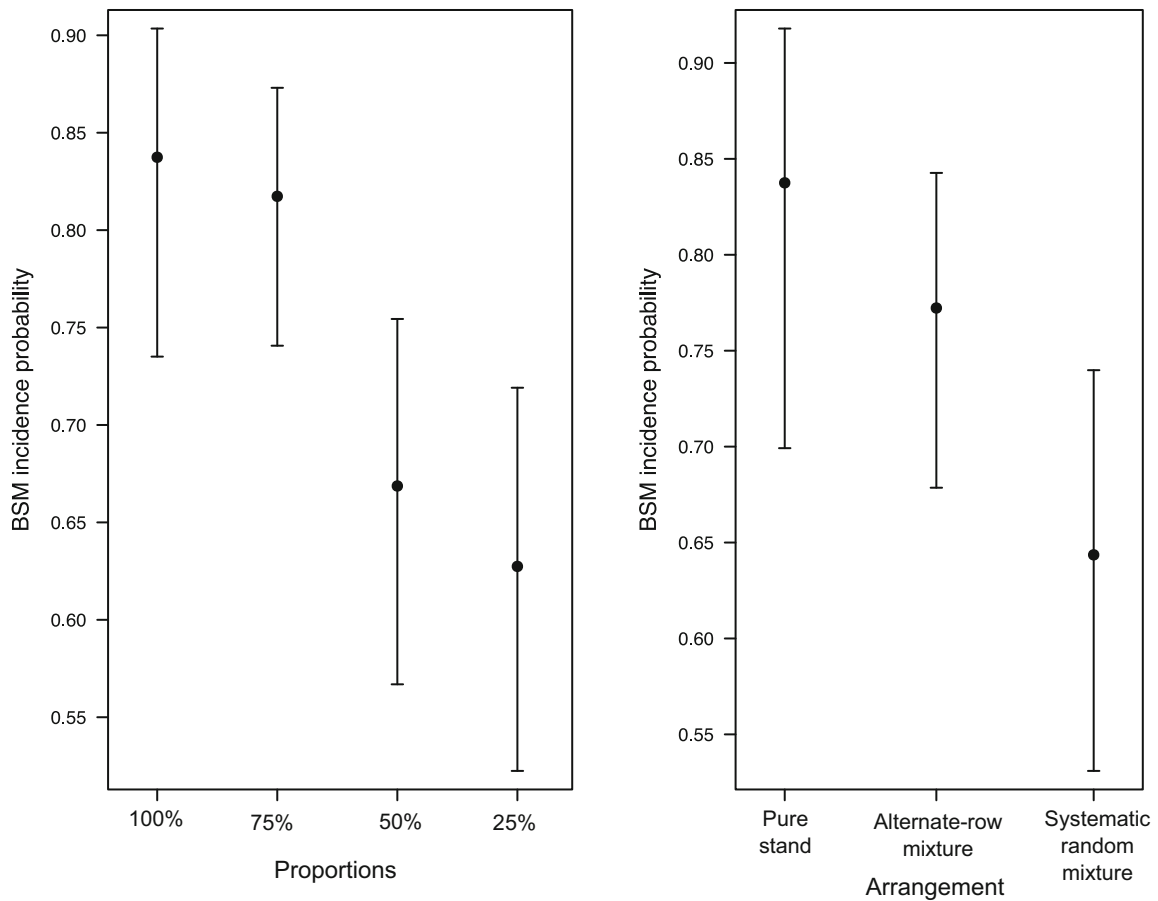 BSM incidence probability
0.90
0.85
0.80
0.75
0.70
0.65
0.60
0.55
100%
75%
50%
25%
Proportions
BSM incidence probability
0.90
0.85
0.80
0.75
0.70
0.65
0.60
0.55
Pure
stand
Alternate-row
mixture
Systematic
random
mixture
Arrangement